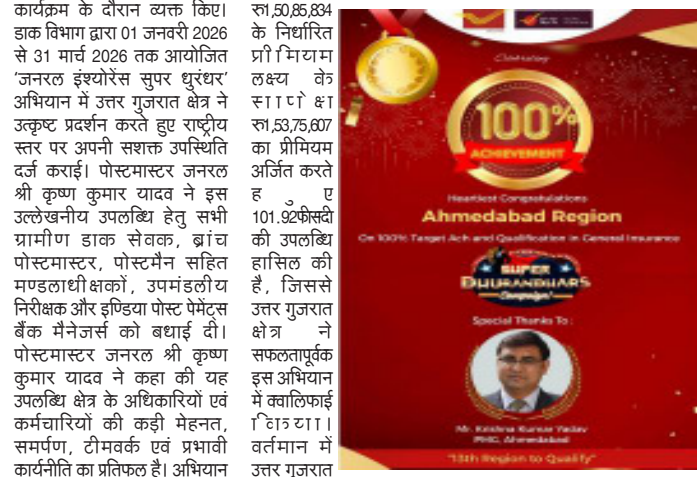 कार्यक्रम के दौरान व्यक्त किए।
डाक विभाग द्वारा 01 जनवरी 2026
से 31 मार्च 2026 तक आयोजित
'जनरल इंश्योरेंस सुपर धुरंधर'
अभियान में उत्तर गुजरात क्षेत्र ने
उत्कृष्ट प्रदर्शन करते हुए राष्ट्रीय
स्तर पर अपनी सशक्त उपस्थिति
दर्ज कराई। पोस्टमास्टर जनरल
श्री कृष्ण कुमार यादव ने इस
उल्लेखनीय उपलब्धि हेतु सभी
ग्रामीण डाक सेवक, ब्रांच
पोस्टमास्टर, पोस्टमैन सहित
मण्डलाधीक्षकों, उपमंडलीय
निरीक्षक और इण्डिया पोस्ट पेमेंट्स
बैंक मैनेजर्स को बधाई दी।
पोस्टमास्टर जनरल श्री कृष्ण
कुमार यादव ने कहा की यह
उपलब्धि क्षेत्र के अधिकारियों एवं
कर्मचारियों की कड़ी मेहनत,
समर्पण, टीमवर्क एवं प्रभावी
कार्यनीति का प्रतिफल है। अभियान
रु1,50,85,834
के निर्धारित
प्रीमियम
लक्ष्य के
सापेक्ष
रु1,53,75,607
का प्रीमियम
अर्जित करते
हुए
101.92फीसदी
की उपलब्धि
हासिल की
है, जिससे
उत्तर गुजरात
क्षेत्र ने
सफलतापूर्वक
इस अभियान
में क्वालिफाई
किया।
वर्तमान में
उत्तर गुजरात
100%
ACHIEVEMENT
Heartiest Congratulations
Ahmedabad Region
On 100% Target Ach and Qualification in General Insurance
SUPER
DHURANDHARS
Campaign!
Special Thanks To :
Mr. Krishna Kumar Yadav
PMG, Ahmedabad
"13th Region to Qualify"